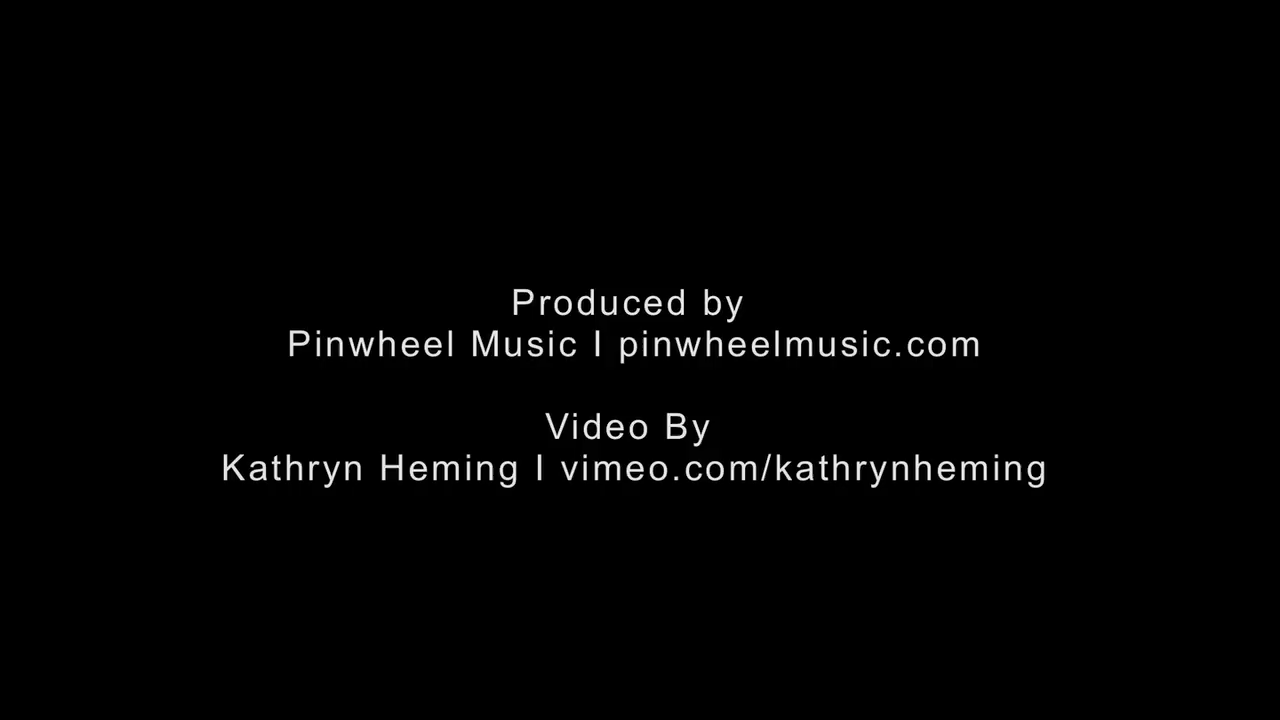 Produced by
Pinwheel Music I pinwheelmusic.com
Video By
Kathryn Heming I vimeo.com/kathrynheming